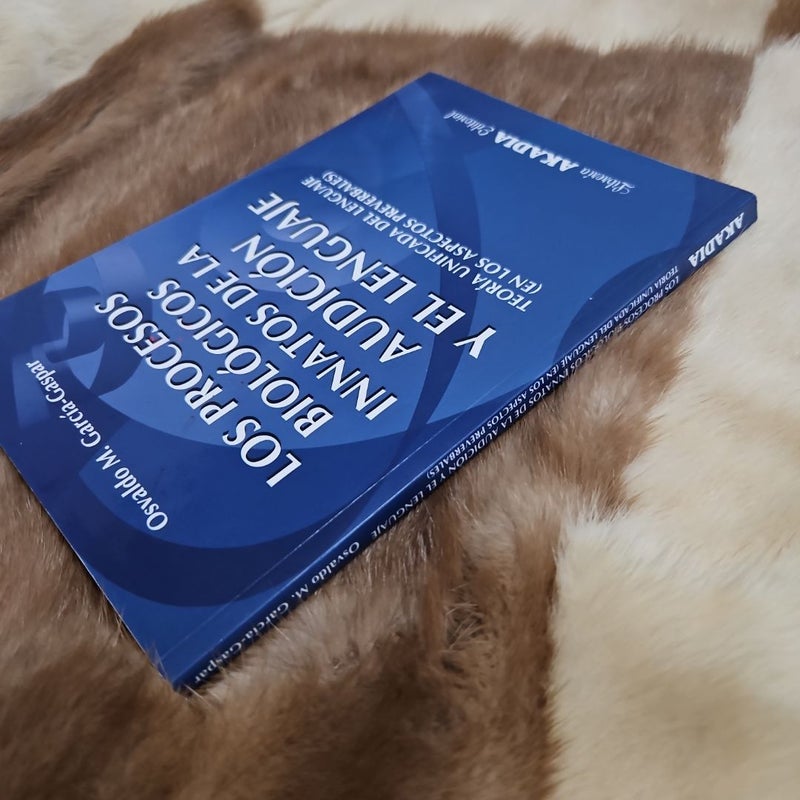 Osvaldo M. García-Gaspar
LOS PROCESOS
BIOLÓGICOS
INNATOS DE LA
AUDICIÓN
Y EL LENGUAJE
TEORÍA UNIFICADA DEL LENGUAJE
(EN LOS ASPECTOS PREVERBALES)
Librería AKADIA Editorial
Osvaldo M. García-Gaspar
LOS PROCESOS BIOLÓGICOS INNATOS DE LA AUDICIÓN Y EL LENGUAJE
TEORÍA UNIFICADA DEL LENGUAJE (EN LOS ASPECTOS PREVERBALES)
AKADIA